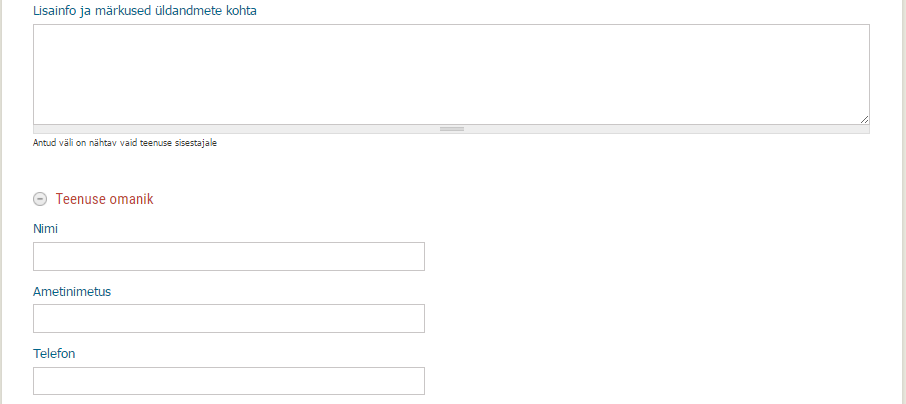 Lisainfo ja märkused üldandmete kohta
Antud väli on nähtav vaid teenuse sisestajale
Teenuse omanik
Nimi
Ametinimetus
Telefon